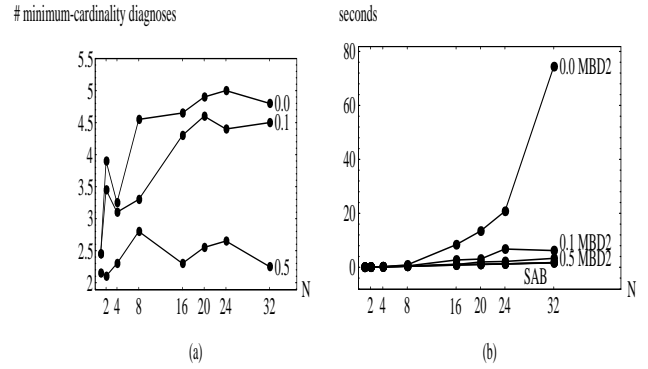 # minimum-cardinality diagnoses
5.5
5
4.5
4
3.5
3
2.5
2
0.0
0.1
0.5
N
2 4 8 16 20 24 32
(a)
seconds
80
60
40
20
0
0.0 MBD2
0.1 MBD2
0.5 MBD2
SAB
N
2 4 8 16 20 24 32
(b)